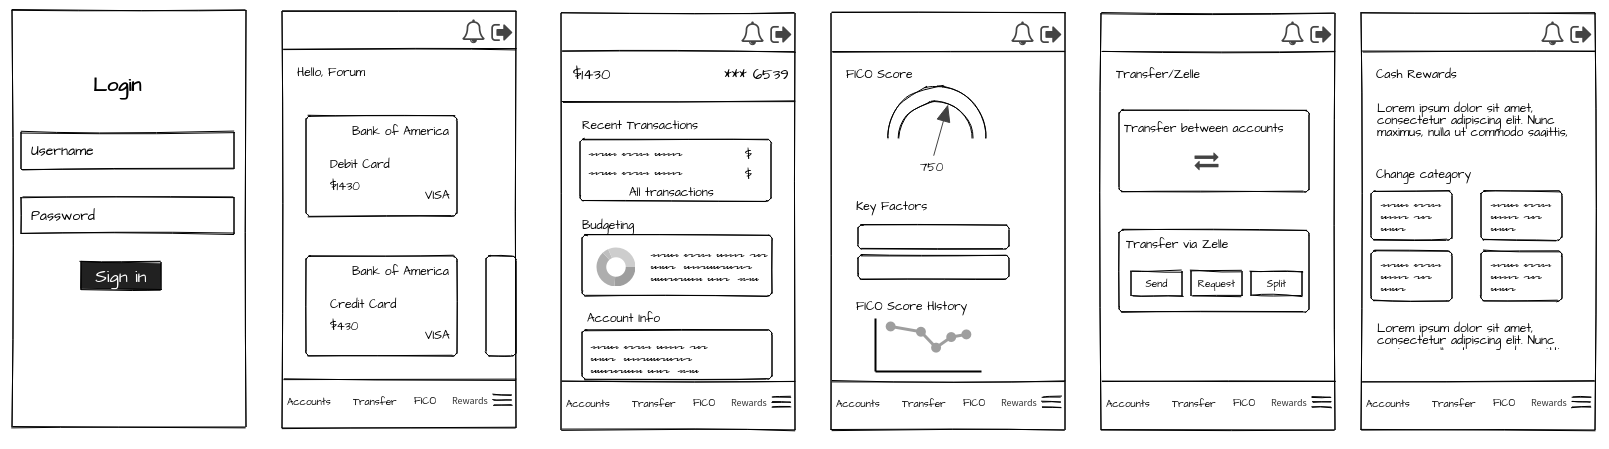 Login
Username
Password
Sign in
Hello, Forum
Bank of America
Debit Card
$1430
VISA
Bank of America
Credit Card
$430
VISA
Accounts Transfer FICO Rewards
$1430 *** 6539
Recent Transactions
$
$
All transactions
Budgeting
Account Info
Accounts Transfer FICO Rewards
FICO Score
750
Key Factors
FICO Score History
Accounts Transfer FICO Rewards
Transfer/Zelle
Transfer between accounts
Transfer via Zelle
Send Request Split
Accounts Transfer FICO Rewards
Cash Rewards
Lorem ipsum dolor sit amet,
consectetur adipiscing elit. Nunc
maximus, nulla ut commodo sagittis,
Change category
Lorem ipsum dolor sit amet,
consectetur adipiscing elit. Nunc
Accounts Transfer FICO Rewards